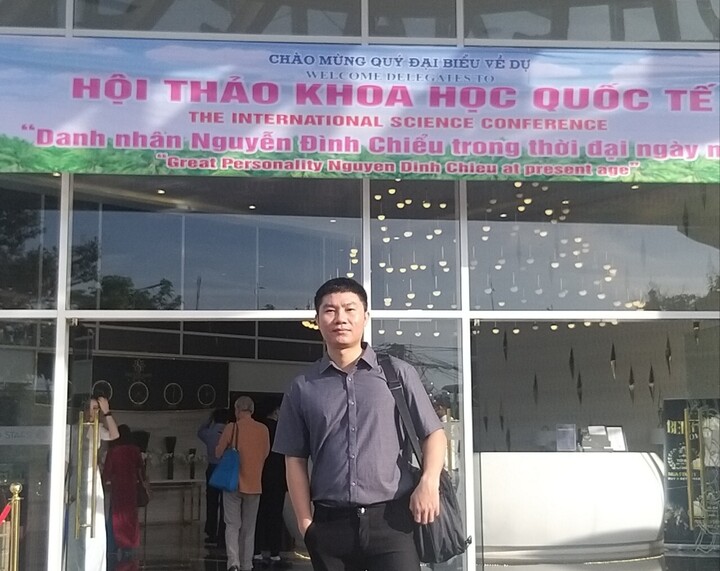 CHÀO MỪNG QUÝ ĐẠI BIỂU VỀ DỰ
WELCOME DELEGATES TO
HỘI THẢO KHOA HỌC QUỐC TẾ
THE INTERNATIONAL SCIENCE CONFERENCE
“Danh nhân Nguyễn Đình Chiểu trong thời đại ngày
“Great Personality Nguyen Dinh Chieu at present age”